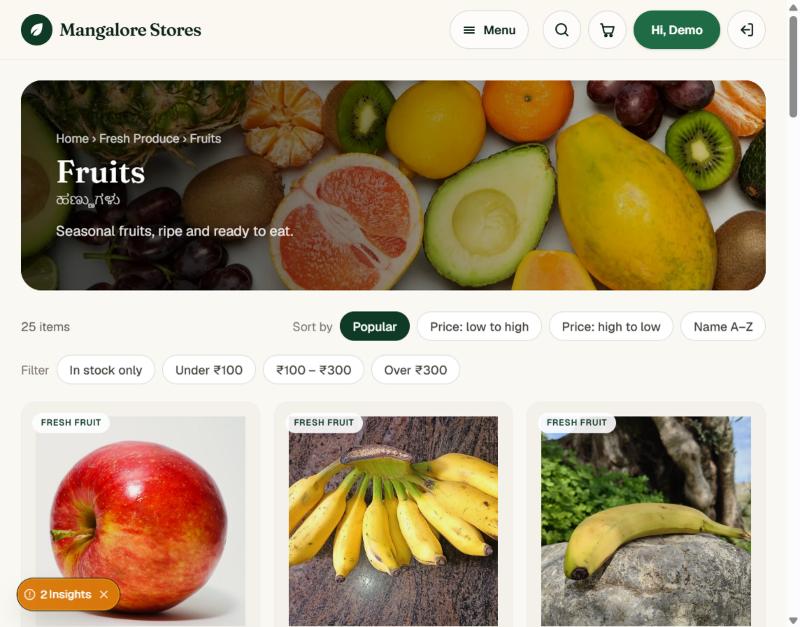 Mangalore Stores
Menu
Hi, Demo
Home › Fresh Produce › Fruits
Fruits
ಹಣ್ಣುಗಳು
Seasonal fruits, ripe and ready to eat.
25 items
Sort by
Popular
Price: low to high
Price: high to low
Name A–Z
Filter
In stock only
Under ₹100
₹100 – ₹300
Over ₹300
FRESH FRUIT
FRESH FRUIT
FRESH FRUIT
2 Insights